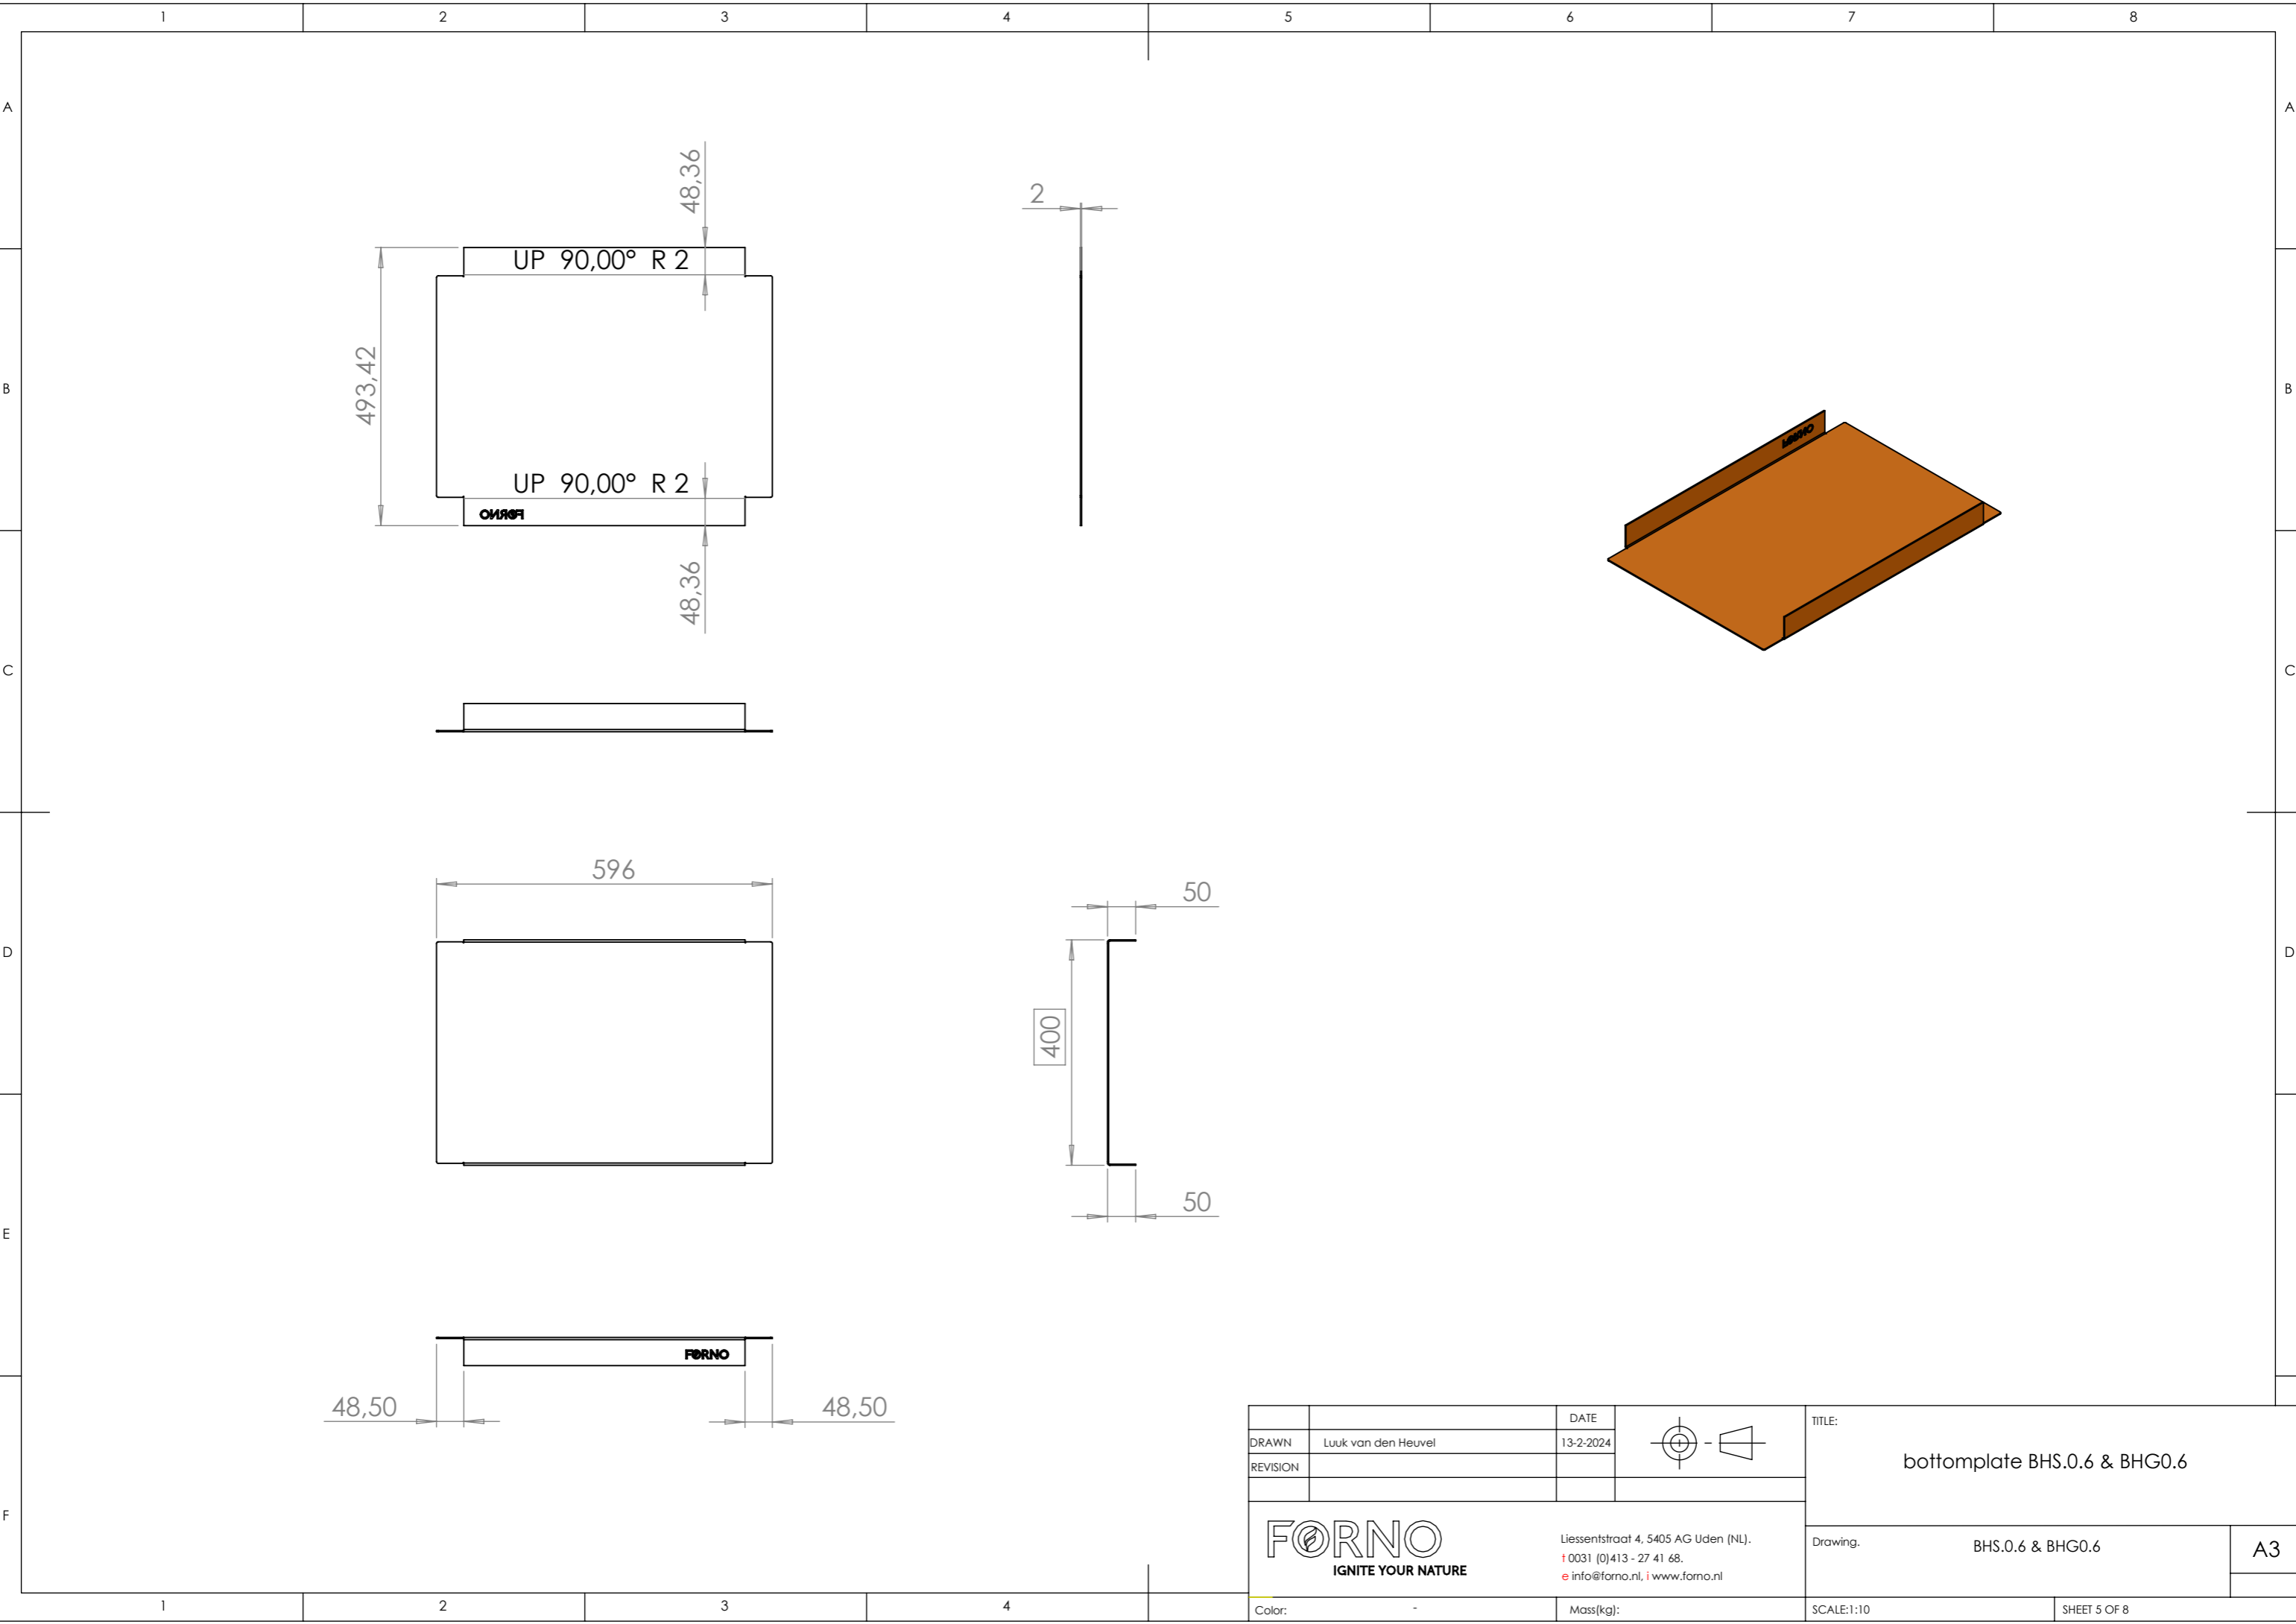 1 2 3 4 5 6 7 8
A A
48,36
2
UP 90,00° R 2
493,42
B B
UP 90,00° R 2
FORNO
FORNO
48,36
C C
596
50
D D
400
50
E
FORNO
48,50 48,50
F
DATE
DRAWN Luuk van den Heuvel 13-2-2024
REVISION
TITLE:
bottomplate BHS.0.6 & BHG0.6
FORNO
IGNITE YOUR NATURE
Liessentstraat 4, 5405 AG Uden (NL).
t 0031 (0)413 - 27 41 68.
e info@forno.nl, i www.forno.nl
Drawing. BHS.0.6 & BHG0.6 A3
Color: - Mass(kg): SCALE:1:10 SHEET 5 OF 8
1 2 3 4